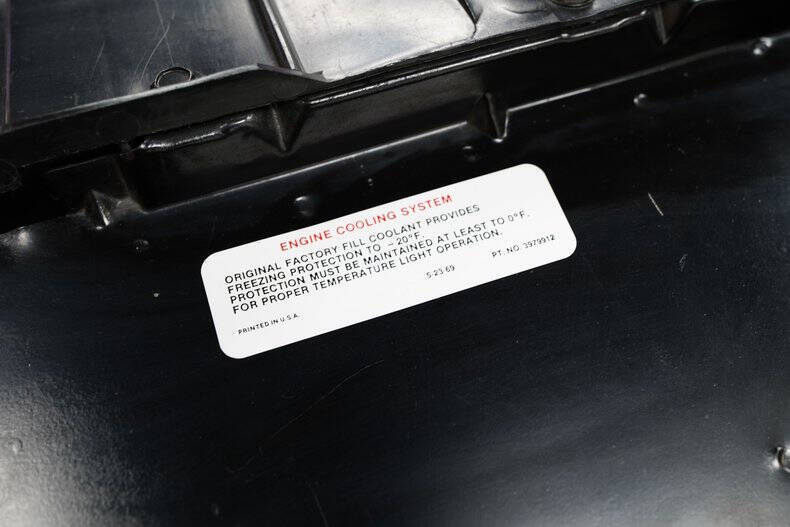 ENGINE COOLING SYSTEM
ORIGINAL FACTORY FILL COOLANT PROVIDES
FREEZING PROTECTION TO -20°F.
PROTECTION MUST BE MAINTAINED AT LEAST TO 0°F.
FOR PROPER TEMPERATURE LIGHT OPERATION.
PRINTED IN U.S.A. 5-23-69 PT. NO. 3979912